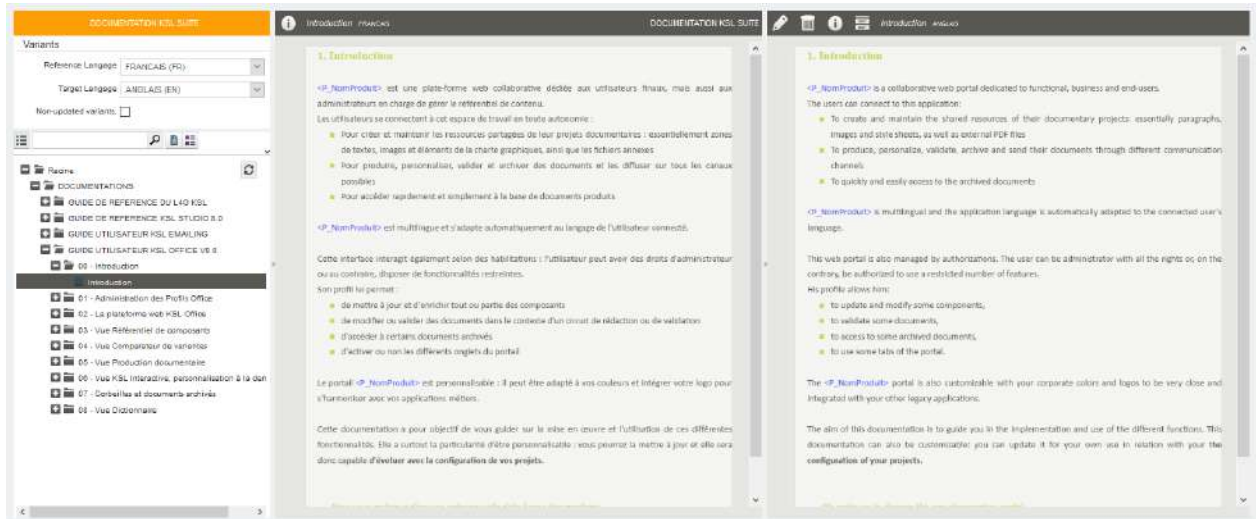 DOCUMENTATION KSL SUITE
Variants
Reference Langage FRANCAIS (FR)
Target Langage ANGLAIS (EN)
Non-updated variants
Racine
DOCUMENTATIONS
GUIDE DE REFERENCE DU L4G KSL
GUIDE DE REFERENCE KSL STUDIO 8.0
GUIDE UTILISATEUR KSL EMAILING
GUIDE UTILISATEUR KSL OFFICE V8.8
00 - Introduction
Introduction
01 - Administration des Profils Office
02 - La plateforme web KSL Office
03 - Vue Référentiel de composants
04 - Vue Comparateur de variantes
05 - Vue Production documentaire
06 - Vue KSL Interactive, personnalisation à la dem
07 - Corbeilles et documents archivés
08 - Vue Dictionnaire
Introduction FRANCAIS
DOCUMENTATION KSL SUITE
1. Introduction
<P_NomProduit> est une plate-forme web collaborative dédiée aux utilisateurs finaux, mais aussi aux
administrateurs en charge de gérer le référentiel de contenu.
Les utilisateurs se connectent à cet espace de travail en toute autonomie :
Pour créer et maintenir les ressources partagées de leur projets documentaires : essentiellement zones
de textes, images et éléments de la charte graphiques, ainsi que les fichiers annexes
Pour produire, personnaliser, valider et archiver des documents et les diffuser sur tous les canaux
possibles
Pour accéder rapidement et simplement à la base de documents produits
<P_NomProduit> est multilingue et s'adapte automatiquement au langage de l'utilisateur connecté.
Cette interface interagit également selon des habilitations : l'utilisateur peut avoir des droits d'administrateur
ou au contraire, disposer de fonctionnalités restreintes.
Son profil lui permet :
de mettre à jour et d'enrichir tout ou partie des composants
de modifier ou valider des documents dans le contexte d'un circuit de rédaction ou de validation
d'accéder à certains documents archivés
d'activer ou non les différents onglets du portail
Le portail <P_NomProduit> est personnalisable : il peut être adapté à vos couleurs et intégrer votre logo pour
s'harmoniser avec vos applications métiers.
Cette documentation a pour objectif de vous guider sur la mise en œuvre et l'utilisation de ces différentes
fonctionnalités. Elle a surtout la particularité d'être personnalisable : vous pourrez la mettre à jour et elle sera
donc capable d'évoluer avec la configuration de vos projets.
Introduction ANGLAIS
1. Introduction
<P_NomProduit> is a collaborative web portal dedicated to functional, business and end-users.
The users can connect to this application:
To create and maintain the shared resources of their documentary projects: essentially paragraphs,
images and style sheets, as well as external PDF files
To produce, personalize, validate, archive and send their documents through different communication
channels
To quickly and easily access to the archived documents
<P_NomProduit> is multilingual and the application language is automatically adapted to the connected user's
language.
This web portal is also managed by authorizations. The user can be administrator with all the rights or, on the
contrary, be authorized to use a restricted number of features.
His profile allows him:
to update and modify some components,
to validate some documents,
to access to some archived documents,
to use some tabs of the portal.
The <P_NomProduit> portal is also customizable with your corporate colors and logos to be very close and
integrated with your other legacy applications.
The aim of this documentation is to guide you in the implementation and use of the different functions. This
documentation can also be customizable: you can update it for your own use in relation with your the
configuration of your projects.